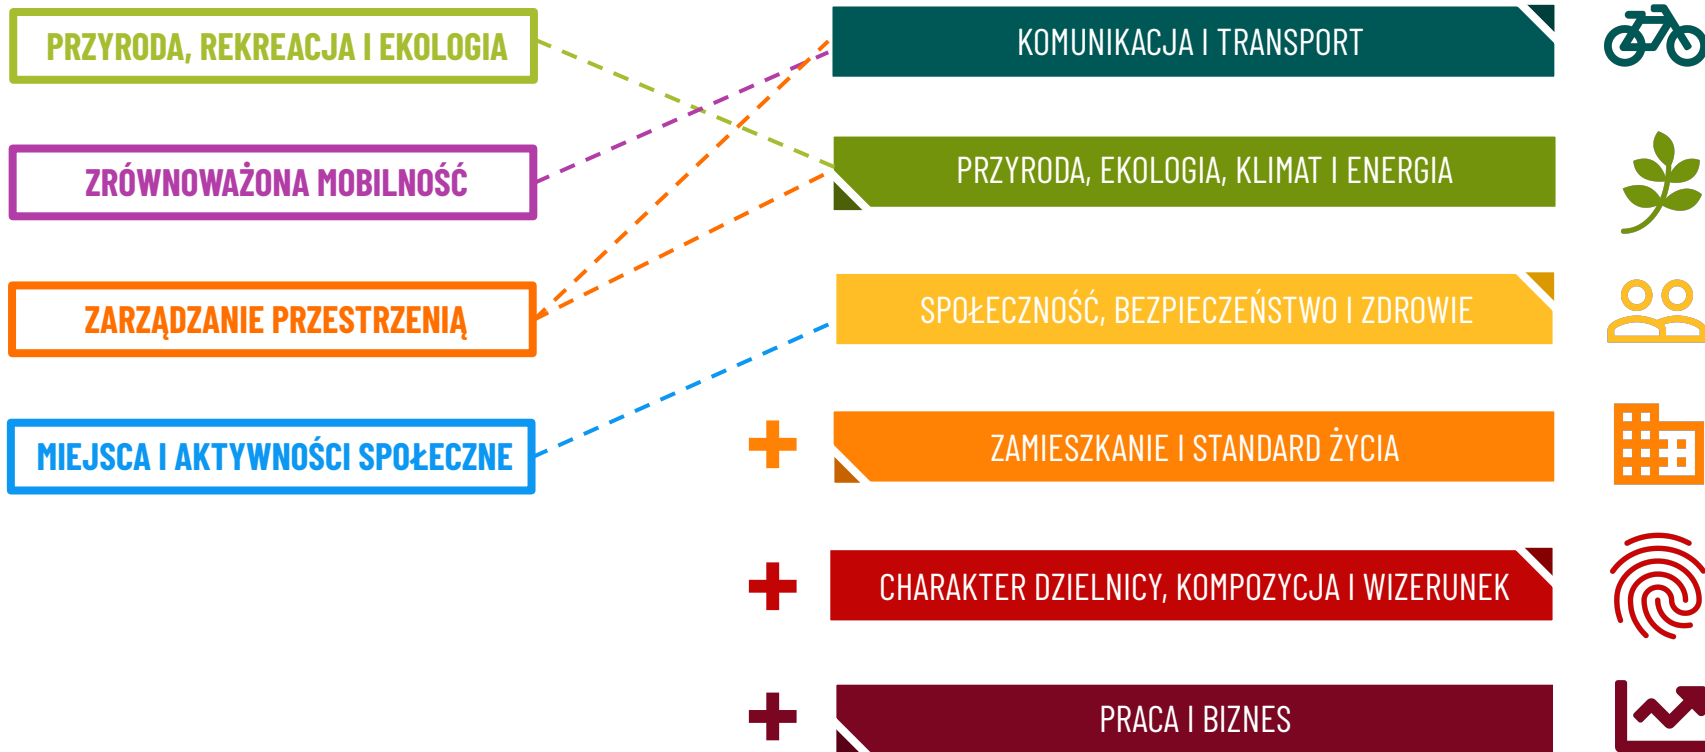 PRZYRODA, REKREACJA I EKOLOGIA
ZRÓWNOWAŻONA MOBILNOŚĆ
ZARZĄDZANIE PRZESTRZENIĄ
MIEJSCA I AKTYWNOŚCI SPOŁECZNE
KOMUNIKACJA I TRANSPORT
PRZYRODA, EKOLOGIA, KLIMAT I ENERGIA
SPOŁECZNOŚĆ, BEZPIECZEŃSTWO I ZDROWIE
ZAMIESZKANIE I STANDARD ŻYCIA
CHARAKTER DZIELNICY, KOMPOZYCJA I WIZERUNEK
PRACA I BIZNES